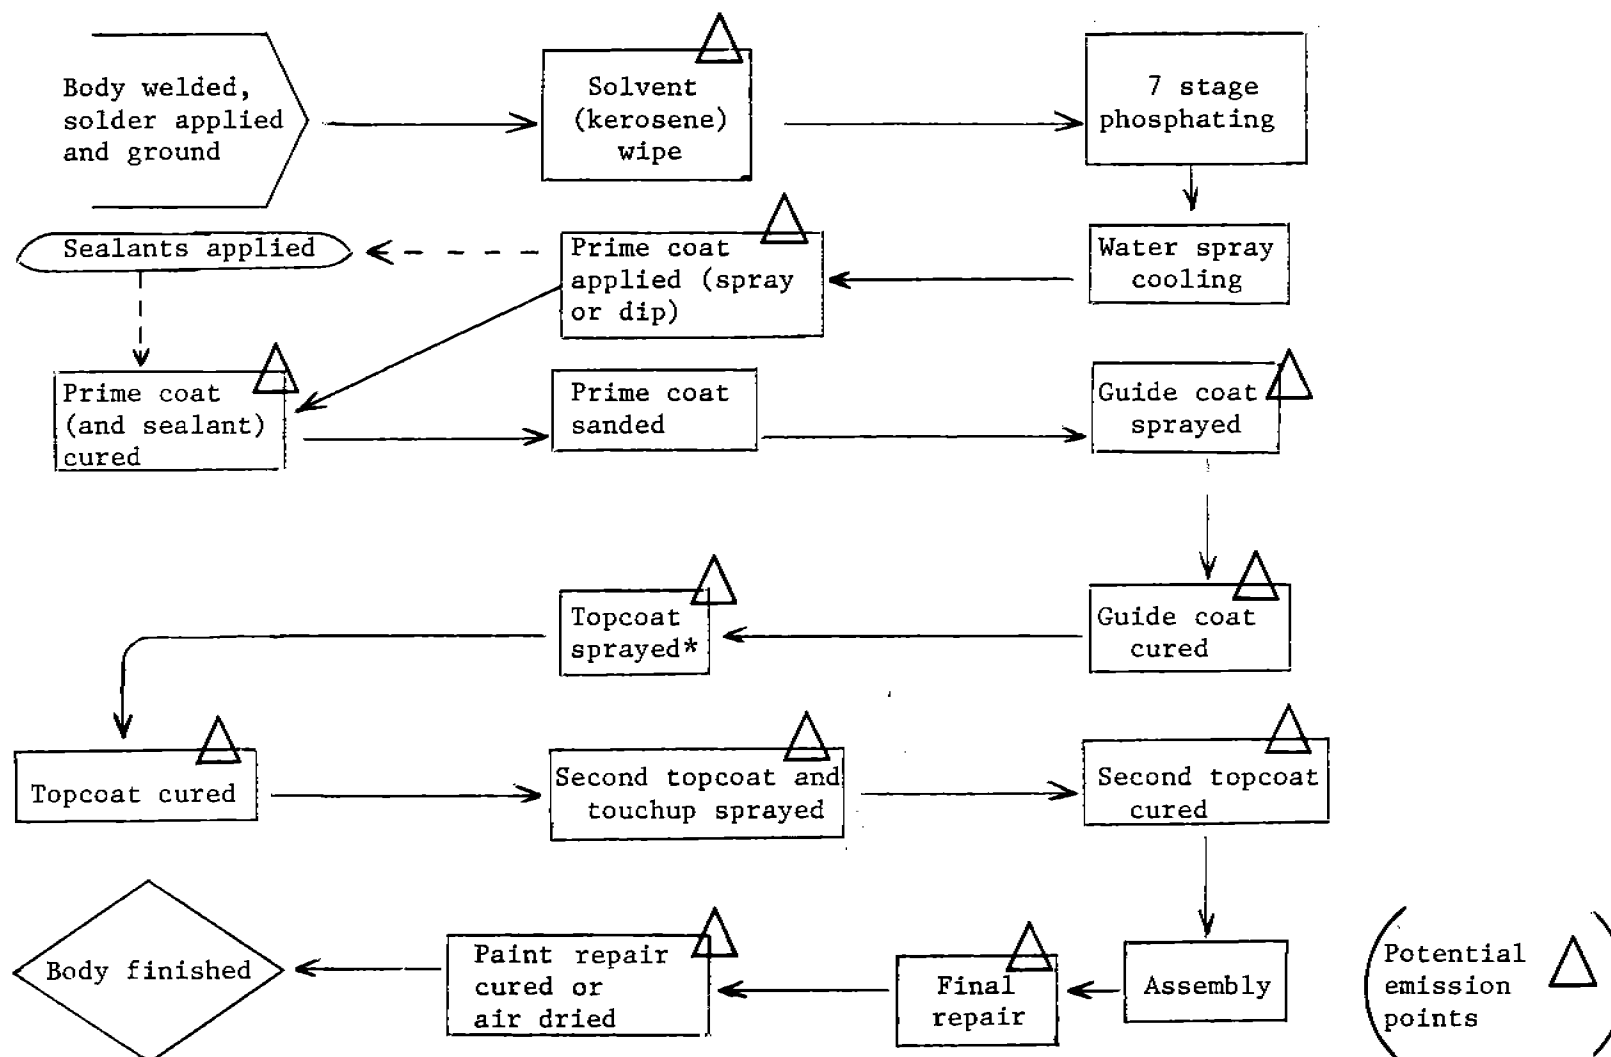 Body welded,
solder applied
and ground
Solvent
(kerosene)
wipe
7 stage
phosphating
Sealants applied
Prime coat
applied (spray
or dip)
Water spray
cooling
Prime coat
(and sealant)
cured
Prime coat
sanded
Guide coat
sprayed
Topcoat
sprayed*
Guide coat
cured
Topcoat cured
Second topcoat and
touchup sprayed
Second topcoat
cured
Body finished
Paint repair
cured or
air dried
Final
repair
Assembly
Potential
emission
points